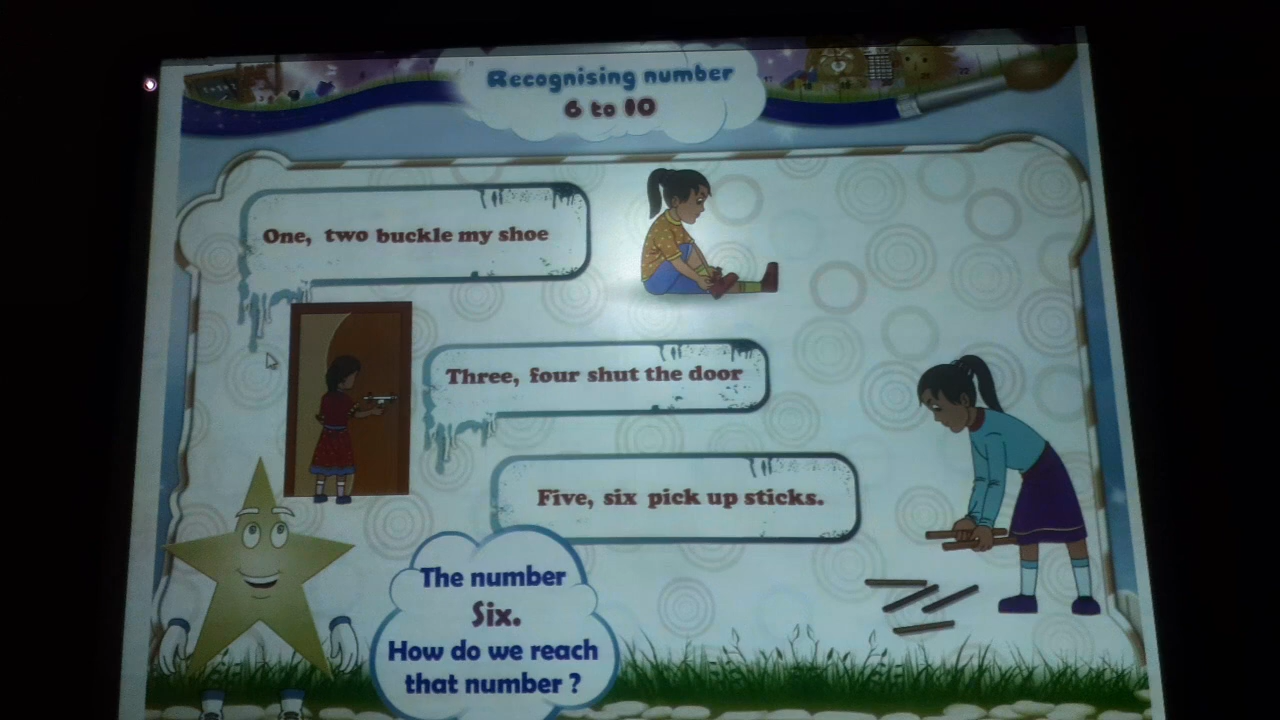 Recognising number
6 to 10
One, two buckle my shoe
Three, four shut the door
Five, six pick up sticks.
The number
Six.
How do we reach
that number ?